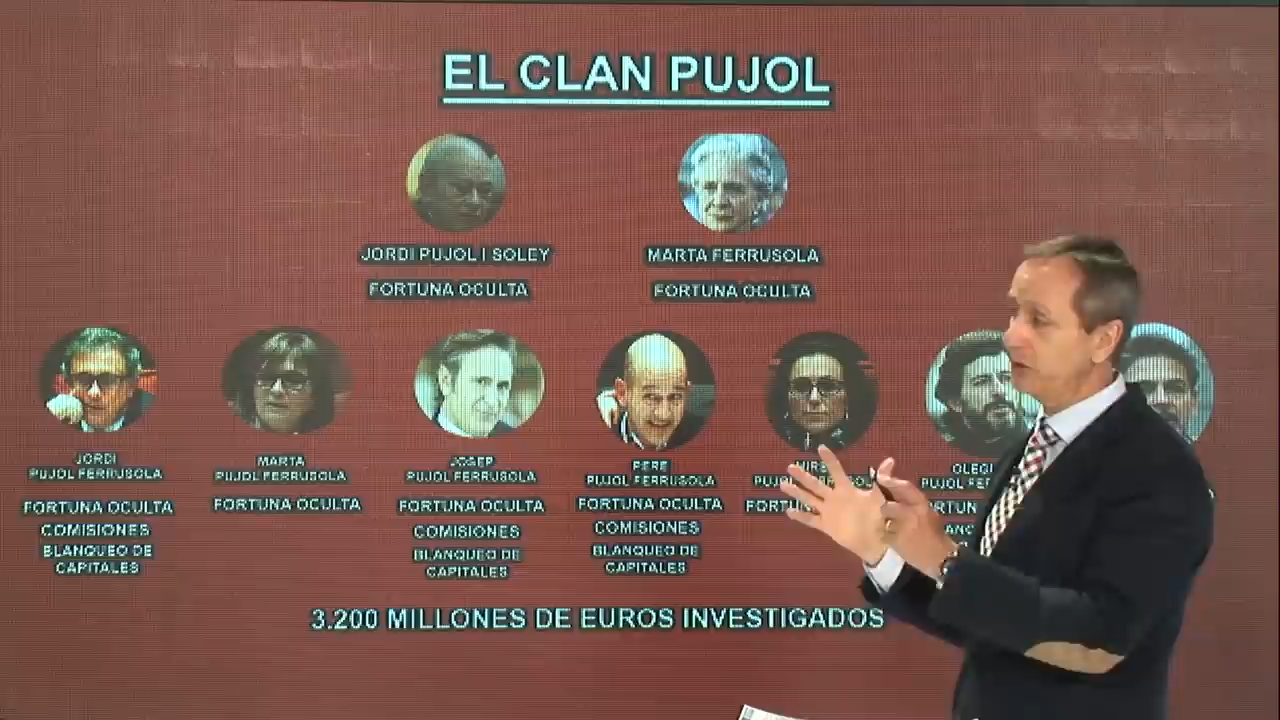 EL CLAN PUJOL
JORDI PUJOL I SOLEY
MARTA FERRUSOLA
FORTUNA OCULTA
FORTUNA OCULTA
JORDI
PUJOL FERRUSOLA
FORTUNA OCULTA
COMISIONES
BLANQUEO DE
CAPITALES
MARTA
PUJOL FERRUSOLA
FORTUNA OCULTA
JOSEP
PUJOL FERRUSOLA
FORTUNA OCULTA
COMISIONES
BLANQUEO DE
CAPITALES
PERE
PUJOL FERRUSOLA
FORTUNA OCULTA
COMISIONES
BLANQUEO DE
CAPITALES
3.200 MILLONES DE EUROS INVESTIGADOS